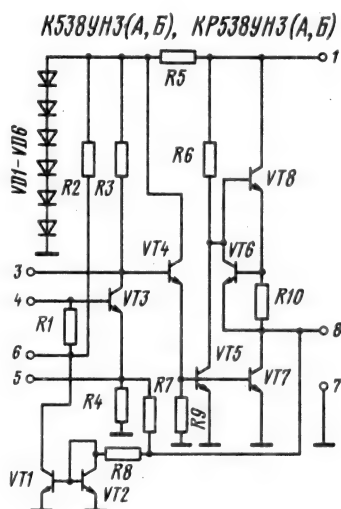 К538УН3(А,Б), КР538УН3(А,Б)
R5
1
VD1-VD6
R2
R3
R6
VT8
VT4
VT6
3
VT3
R10
4
R1
8
6
R7
VT5
VT7
5
R4
R9
7
VT1
R8
VT2